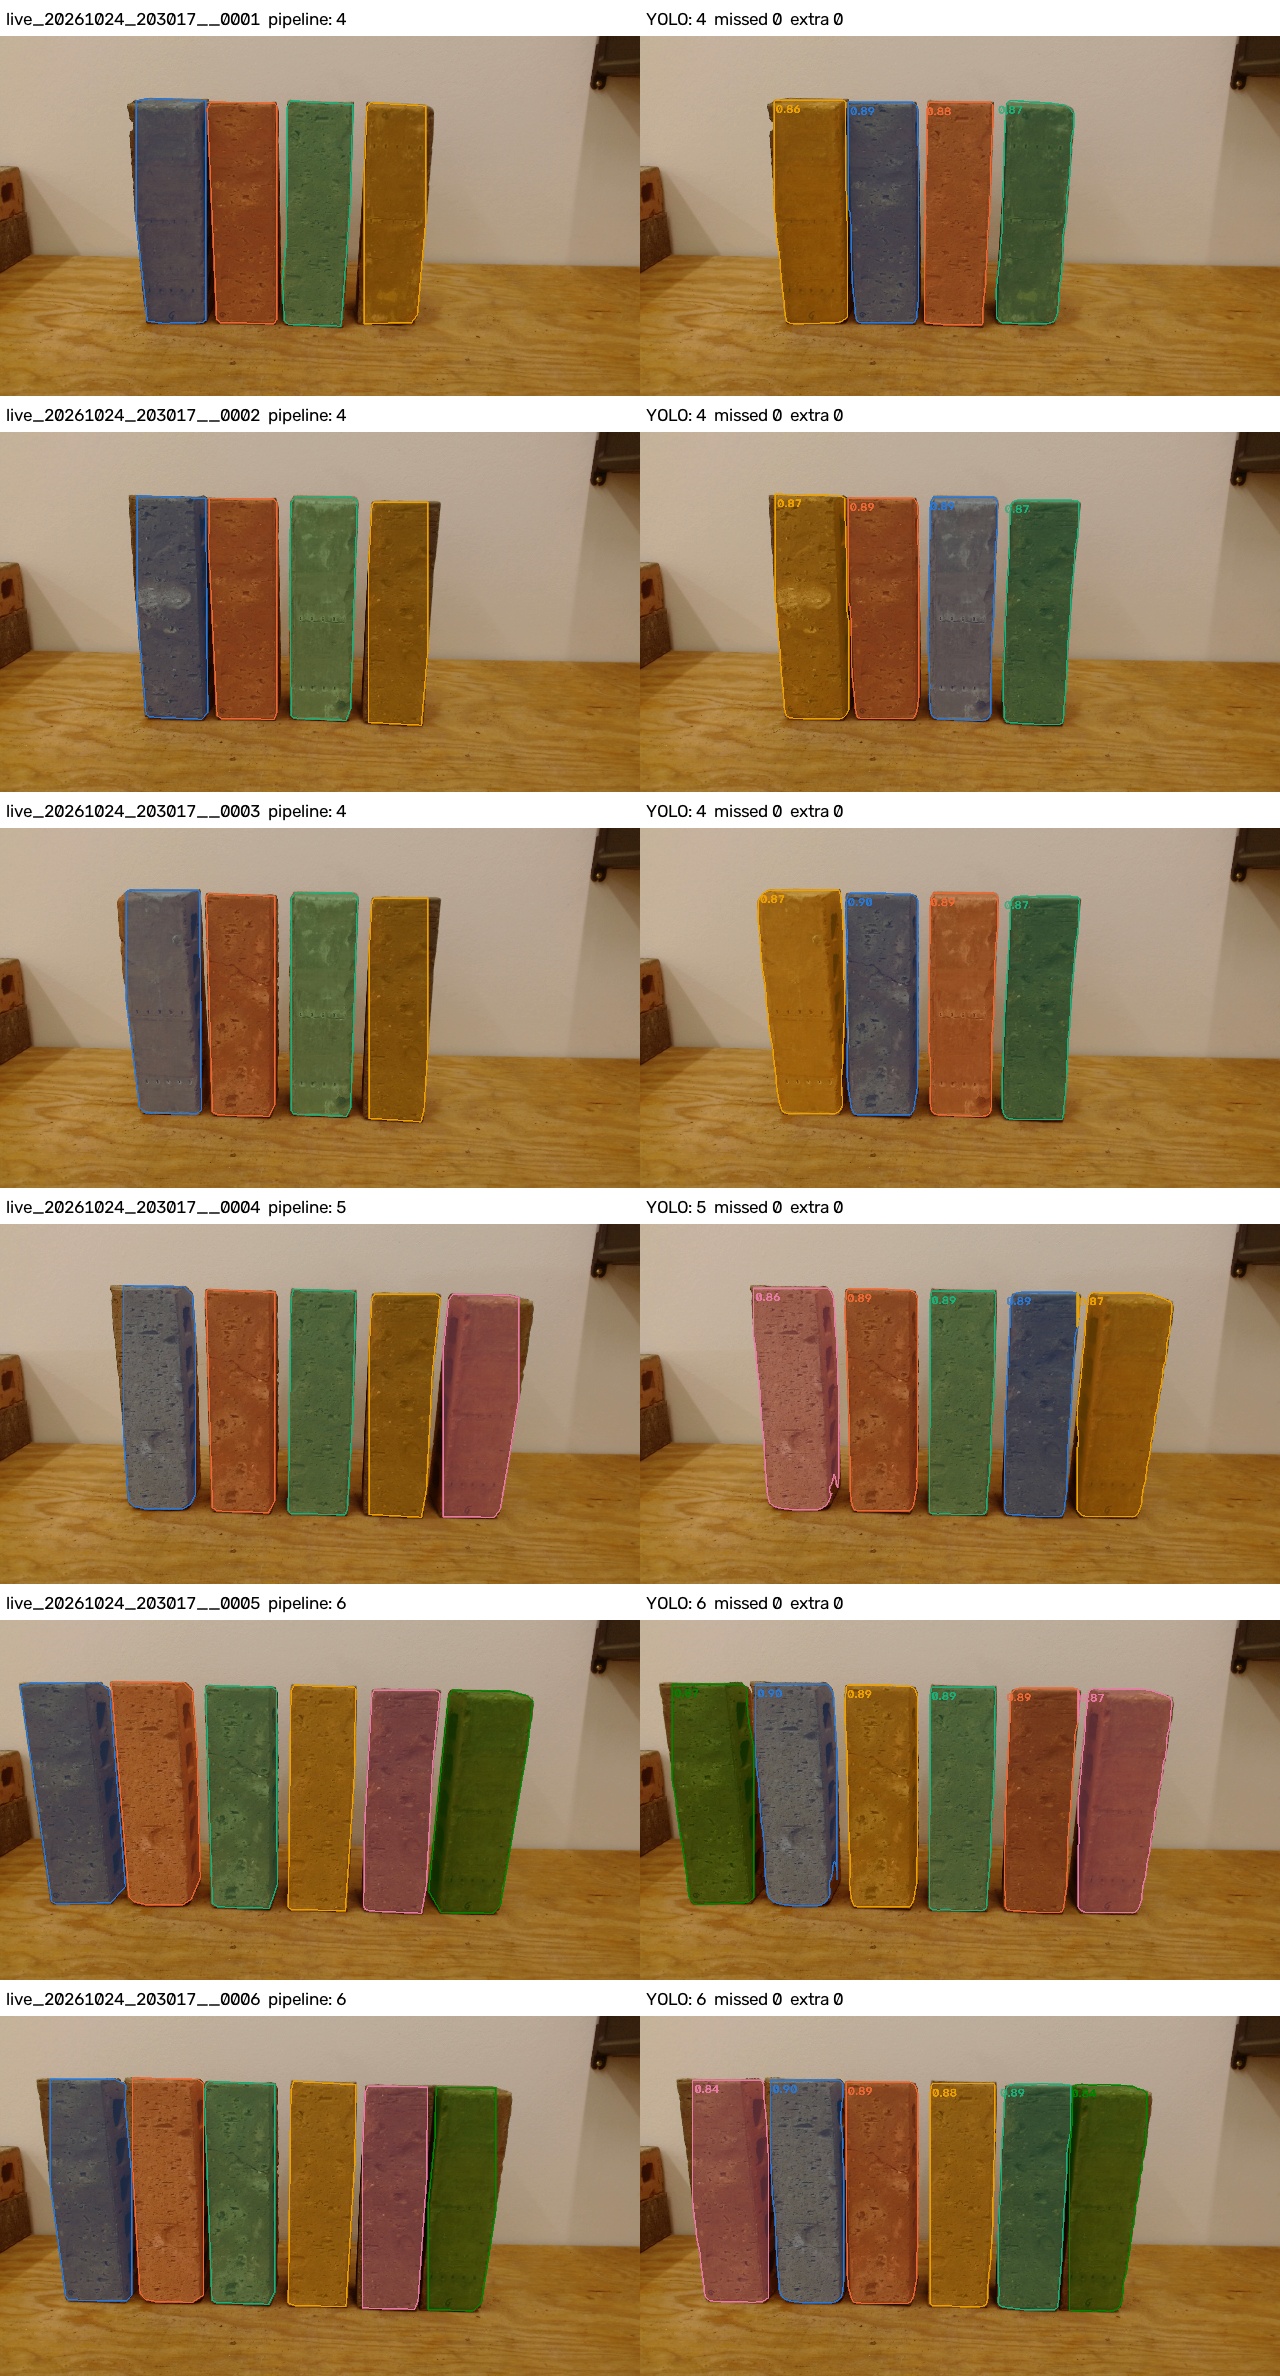 live_20261024_203017__0001 pipeline: 4
YOLO: 4 missed 0 extra 0
0.86 0.89 0.88 0.87
live_20261024_203017__0002 pipeline: 4
YOLO: 4 missed 0 extra 0
0.87 0.89 0.87
live_20261024_203017__0003 pipeline: 4
YOLO: 4 missed 0 extra 0
0.87 0.90 0.89 0.87
live_20261024_203017__0004 pipeline: 5
YOLO: 5 missed 0 extra 0
0.86 0.89 0.89 0.89 0.87
live_20261024_203017__0005 pipeline: 6
YOLO: 6 missed 0 extra 0
0.90 0.89 0.89 0.89 0.87
live_20261024_203017__0006 pipeline: 6
YOLO: 6 missed 0 extra 0
0.84 0.90 0.89 0.88 0.89